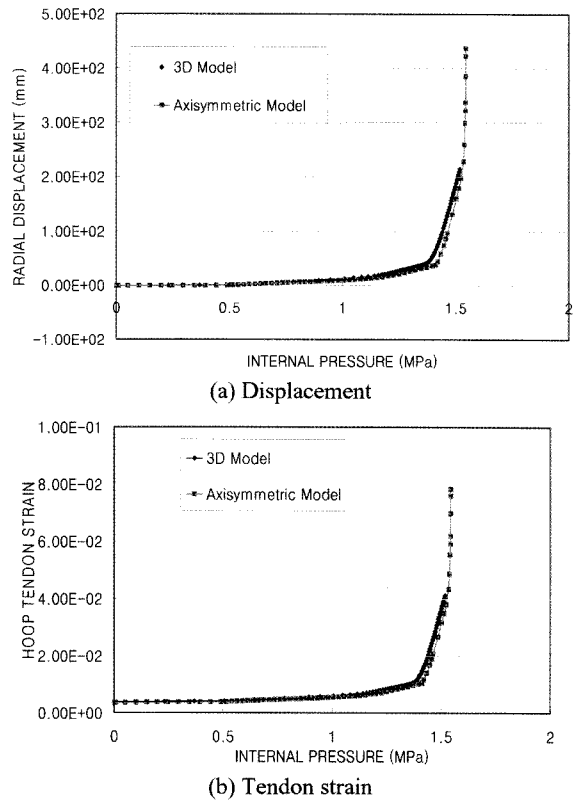 5.00E+02
4.00E+02
3.00E+02
2.00E+02
1.00E+02
0.00E+00
-1.00E+02
RADIAL DISPLACEMENT (mm)
3D Model
Axisymmetric Model
0 0.5 1 1.5 2
INTERNAL PRESSURE (MPa)
(a) Displacement
1.00E-01
8.00E-02
6.00E-02
4.00E-02
2.00E-02
0.00E+00
HOOP TENDON STRAIN
3D Model
Axisymmetric Model
0 0.5 1 1.5 2
INTERNAL PRESSURE (MPa)
(b) Tendon strain